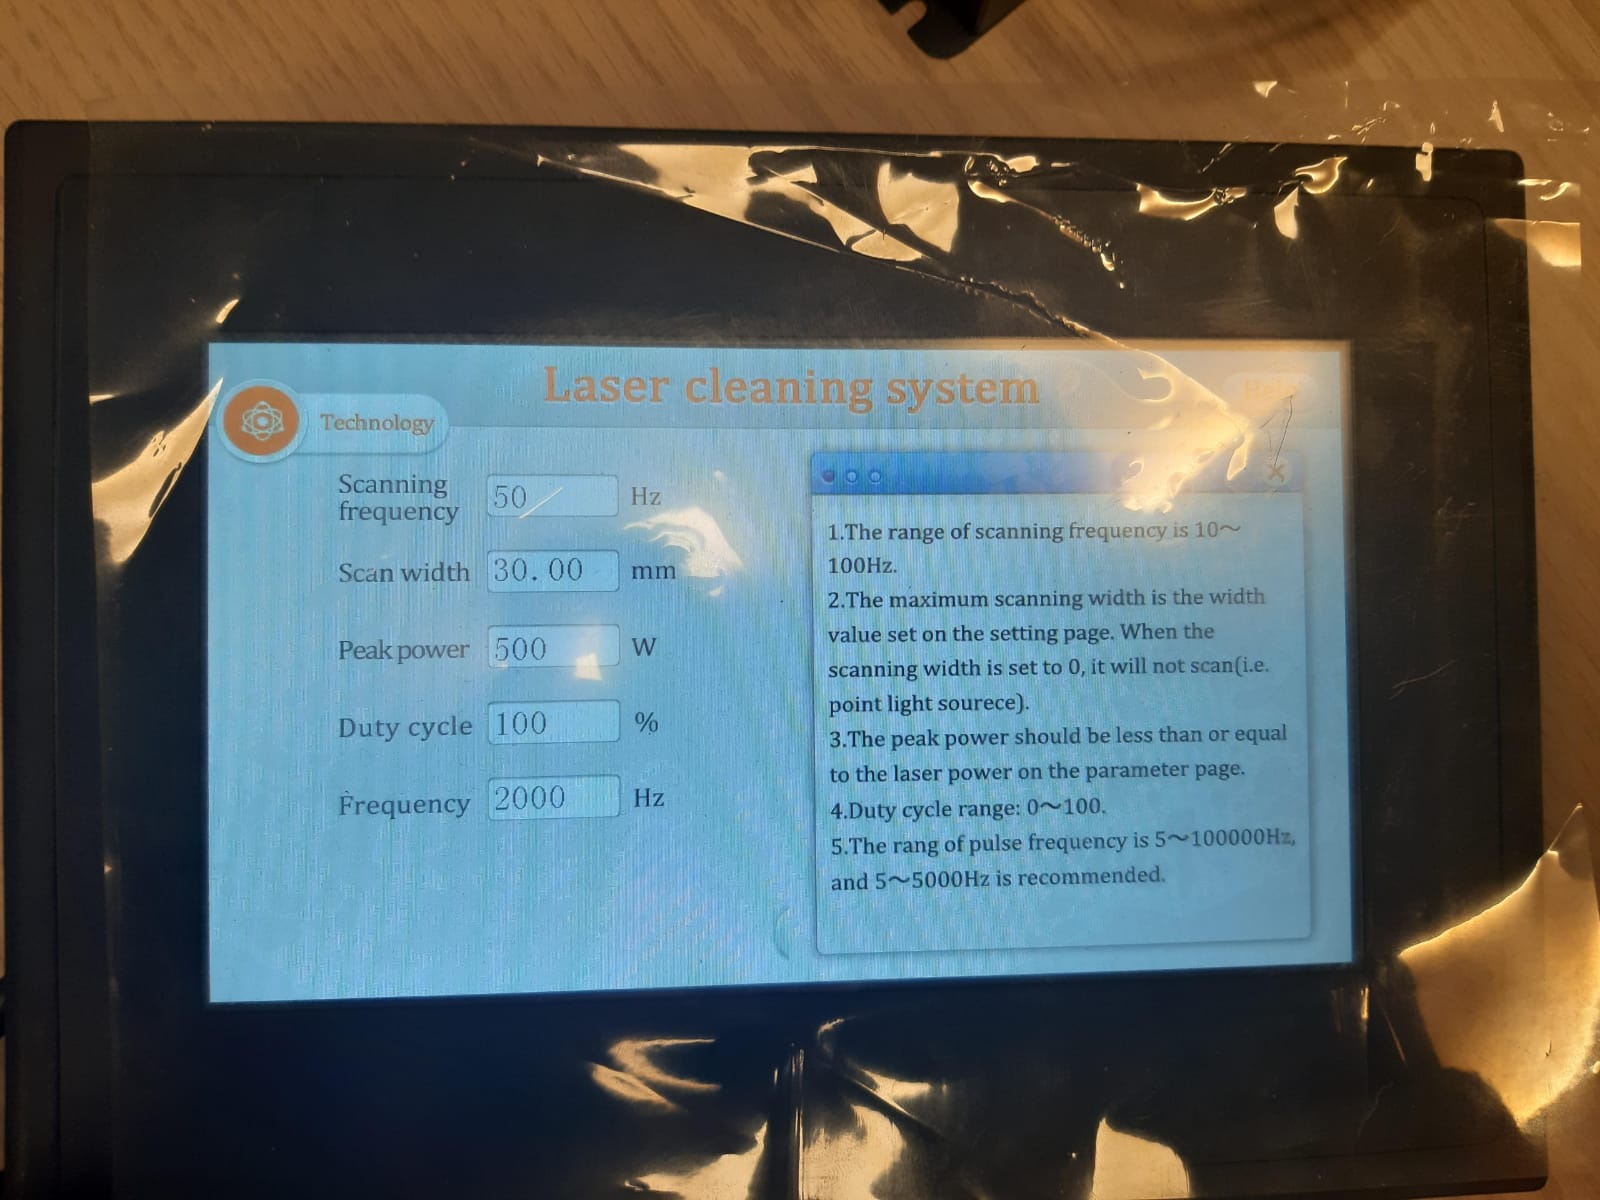 Laser cleaning system
Help
Technology
Scanning
frequency
50
Hz
Scan width
30.00
mm
Peak power
500
W
Duty cycle
100
%
Frequency
2000
Hz
1.The range of scanning frequency is 10~
100Hz.
2.The maximum scanning width is the width
value set on the setting page. When the
scanning width is set to 0, it will not scan(i.e.
point light sourece).
3.The peak power should be less than or equal
to the laser power on the parameter page.
4.Duty cycle range: 0~100.
5.The rang of pulse frequency is 5~100000Hz,
and 5~5000Hz is recommended.